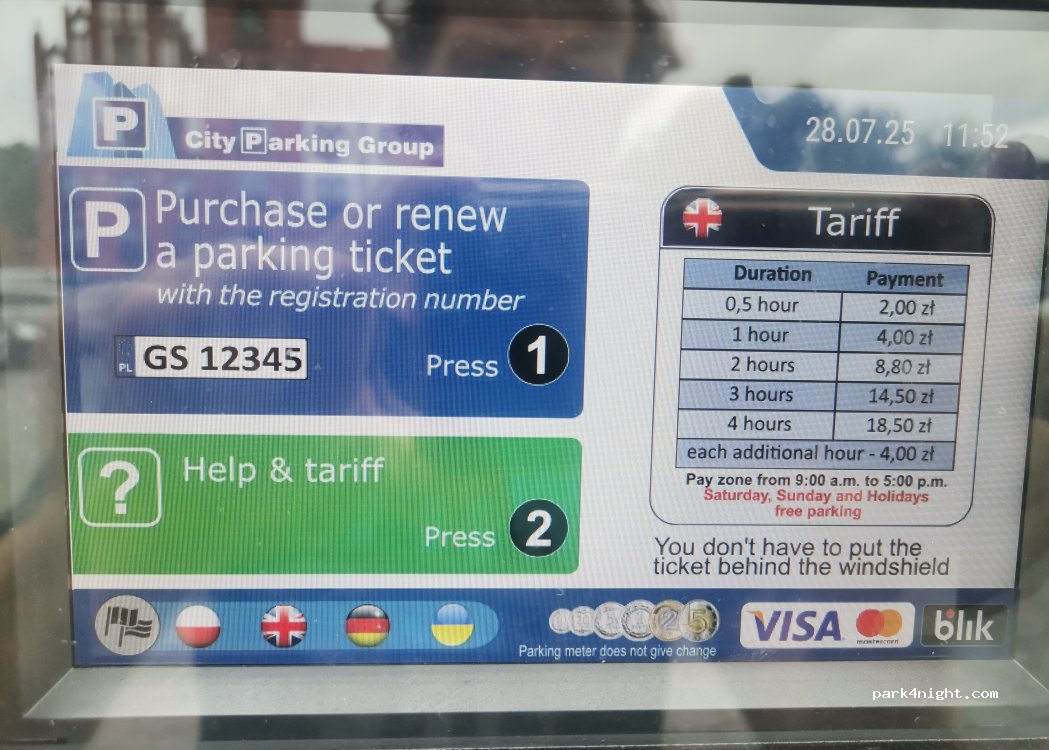 P
City Parking Group
28.07.25 11:52
P
Purchase or renew
a parking ticket
with the registration number
PL GS 12345
Press 1
?
Help & tariff
Press 2
Tariff
Duration Payment
0,5 hour 2,00 zł
1 hour 4,00 zł
2 hours 8,80 zł
3 hours 14,50 zł
4 hours 18,50 zł
each additional hour - 4,00 zł
Pay zone from 9:00 a.m. to 5:00 p.m.
Saturday, Sunday and Holidays
free parking
You don't have to put the
ticket behind the windshield
2 5
Parking meter does not give change
VISA
mastercard
blik
park4night.com